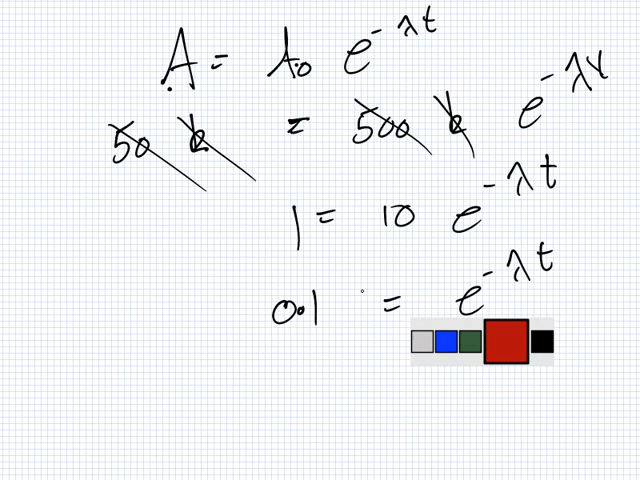 A = A₀ e^{-λt}
50 k = 500 k e^{-λt}
1 = 10 e^{-λt}
0.1 = e^{-λt}